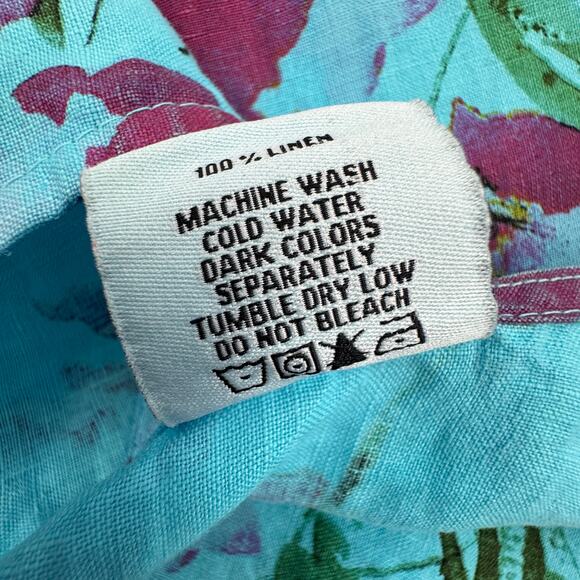 100 % LINEN
MACHINE WASH
COLD WATER
DARK COLORS
SEPARATELY
TUMBLE DRY LOW
DO NOT BLEACH